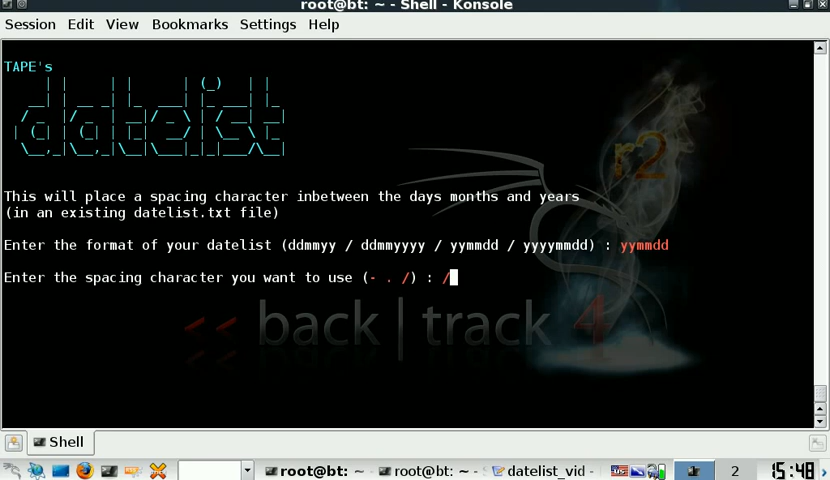 root@bt: ~ - Shell - Konsole
Session Edit View Bookmarks Settings Help
TAPE's
datelist
This will place a spacing character inbetween the days months and years
(in an existing datelist.txt file)
Enter the format of your datelist (ddmmyy / ddmmyyyy / yymmdd / yyyymmdd) : yymmdd
Enter the spacing character you want to use (- . /) : /
r2
<< back | track 4
Shell
root@bt: ~ - root@bt: ~ - datelist_vid - 2 15:48